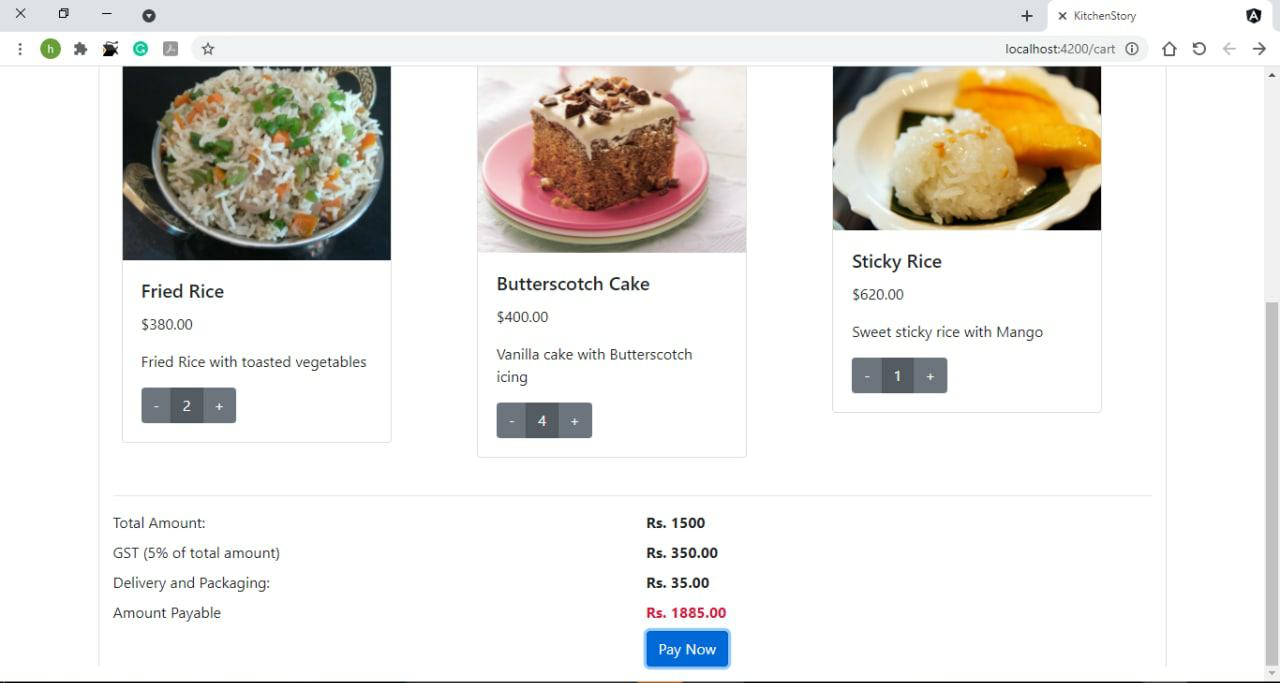 KitchenStory
h
localhost:4200/cart
Fried Rice
$380.00
Fried Rice with toasted vegetables
- 2 +
Butterscotch Cake
$400.00
Vanilla cake with Butterscotch
icing
- 4 +
Sticky Rice
$620.00
Sweet sticky rice with Mango
- 1 +
Total Amount: Rs. 1500
GST (5% of total amount) Rs. 350.00
Delivery and Packaging: Rs. 35.00
Amount Payable Rs. 1885.00
Pay Now